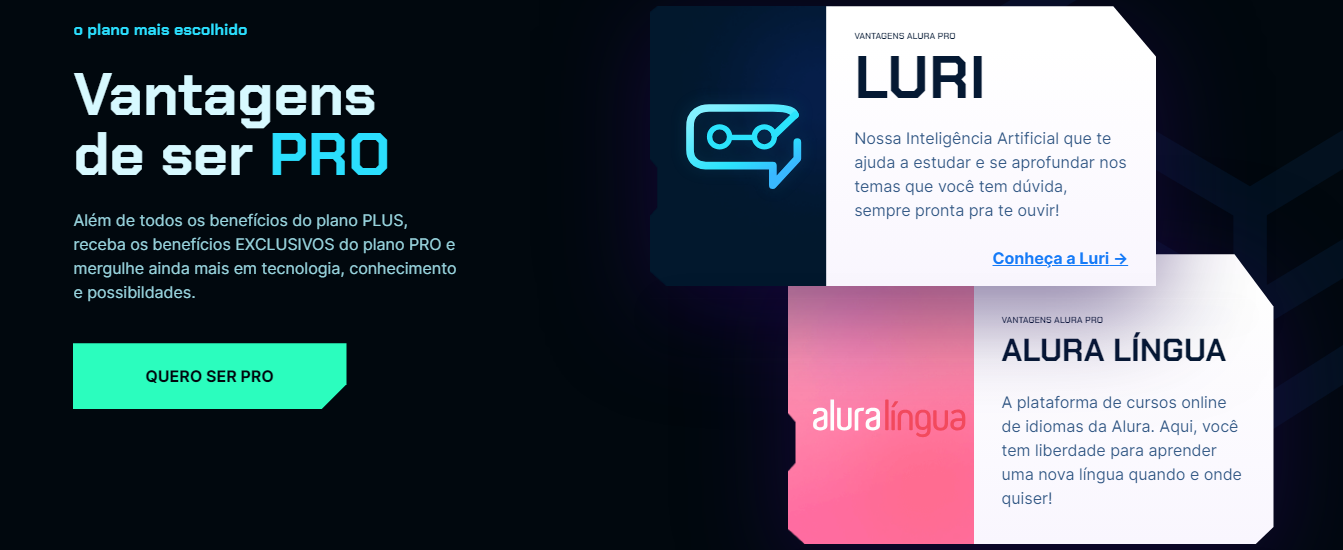 o plano mais escolhido
Vantagens
de ser PRO
Além de todos os benefícios do plano PLUS,
receba os benefícios EXCLUSIVOS do plano PRO e
mergulhe ainda mais em tecnologia, conhecimento
e possibildades.
QUERO SER PRO
VANTAGENS ALURA PRO
LURI
Nossa Inteligência Artificial que te
ajuda a estudar e se aprofundar nos
temas que você tem dúvida,
sempre pronta pra te ouvir!
Conheça a Luri →
aluralíngua
VANTAGENS ALURA PRO
ALURA LÍNGUA
A plataforma de cursos online
de idiomas da Alura. Aqui, você
tem liberdade para aprender
uma nova língua quando e onde
quiser!